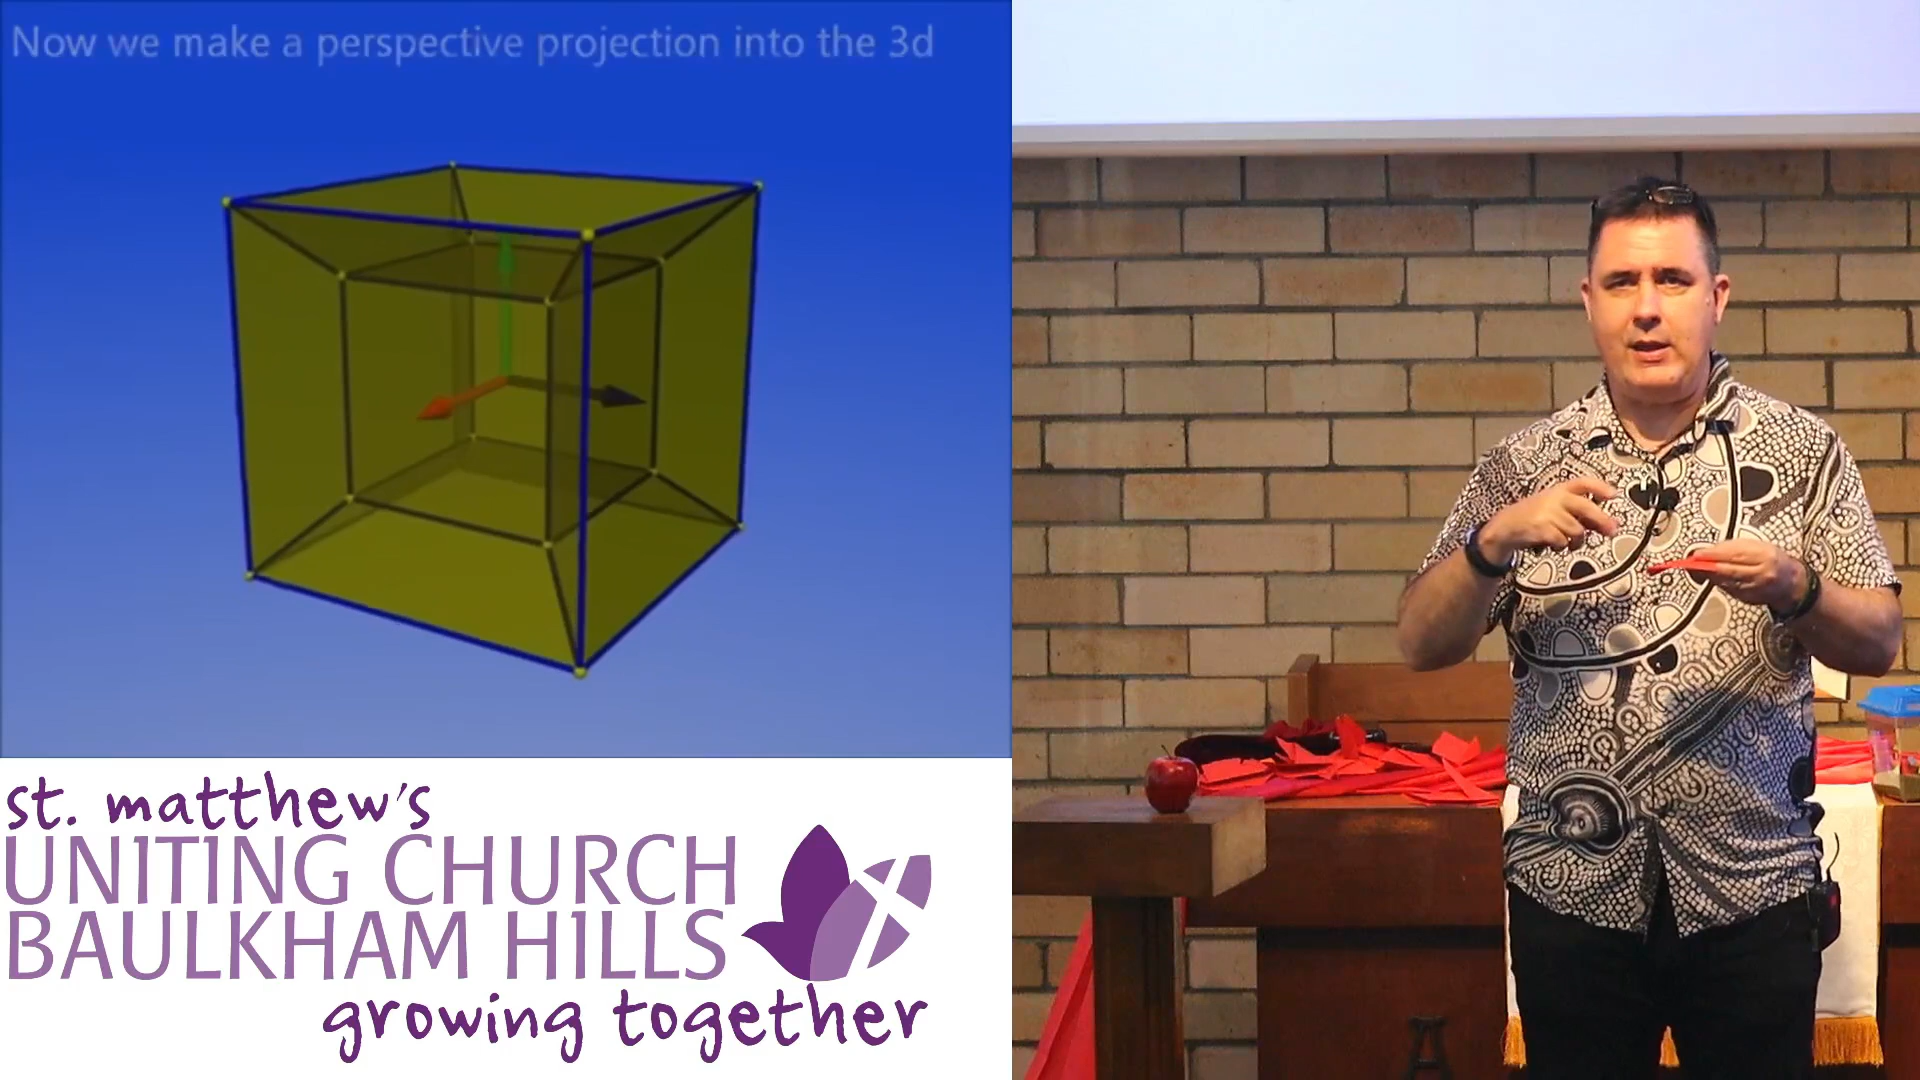 Now we make a perspective projection into the 3d
st. matthew's
UNITING CHURCH
BAULKHAM HILLS
growing together